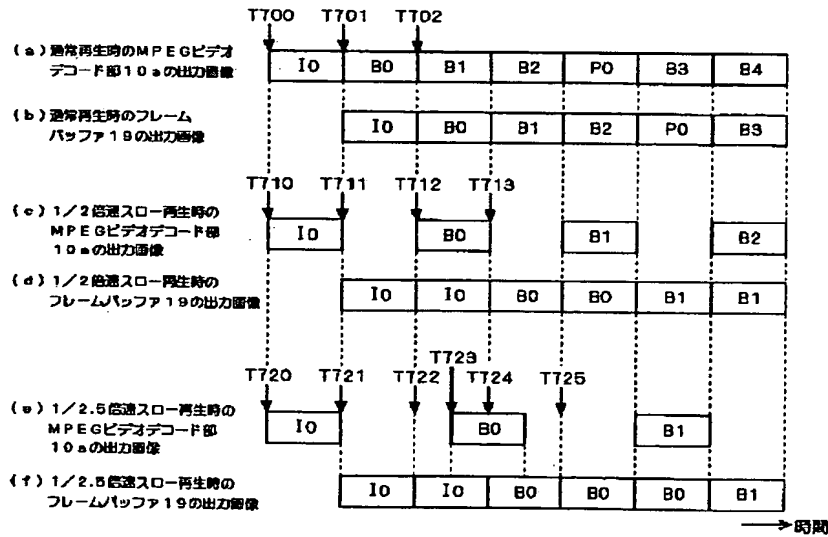 T700 T701 T702
(a)通常再生時のMPEGビデオ
デコード部10aの出力画像
I0 B0 B1 B2 P0 B3 B4
(b)通常再生時のフレーム
バッファ19の出力画像
I0 B0 B1 B2 P0 B3
T710 T711 T712 T713
(c)1/2倍速スロー再生時の
MPEGビデオデコード部
10aの出力画像
I0 B0 B1 B2
(d)1/2倍速スロー再生時の
フレームバッファ19の出力画像
I0 I0 B0 B0 B1 B1
T723
T720 T721 T722 T724 T725
(e)1/2.5倍速スロー再生時の
MPEGビデオデコード部
10aの出力画像
I0 B0 B1
(f)1/2.5倍速スロー再生時の
フレームバッファ19の出力画像
I0 I0 B0 B0 B0 B1
時間